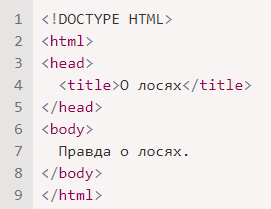 1 <!DOCTYPE HTML>
2 <html>
3 <head>
4   <title>О лосях</title>
5 </head>
6 <body>
7   Правда о лосях.
8 </body>
9 </html>